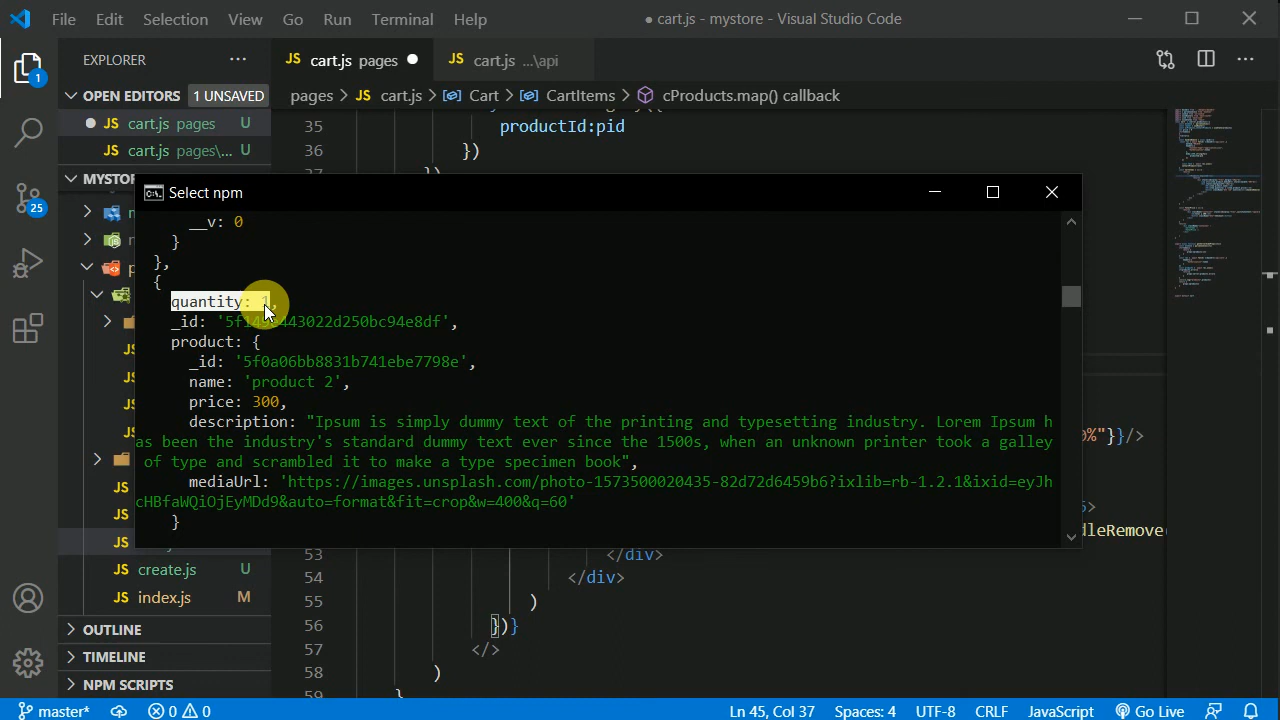 File Edit Selection View Go Run Terminal Help
● cart.js - mystore - Visual Studio Code
EXPLORER
JS cart.js pages
JS cart.js ...\api
1
OPEN EDITORS 1 UNSAVED
pages > JS cart.js > Cart > CartItems > cProducts.map() callback
JS cart.js pages U
JS cart.js pages\... U
MYSTO
25
35 productId:pid
36 })
37
Select npm
__v: 0
}
},
{
quantity: 1,
_id: 
product: {
_id: '5f0a06bb8831b741ebe7798e',
name: 'product 2',
price: 300,
description: "Ipsum is simply dummy text of the printing and typesetting industry. Lorem Ipsum h
as been the industry's standard dummy text ever since the 1500s, when an unknown printer took a galley
of type and scrambled it to make a type specimen book",
mediaUrl: 'https://images.unsplash.com/photo-1573500020435-82d72d6459b6?ixlib=rb-1.2.1&ixid=eyJh
cHBfaWQiOjEyMDd9&auto=format&fit=crop&w=400&q=60'
}
%"}}/>
dleRemove(
JS create.js U
JS index.js M
OUTLINE
TIMELINE
NPM SCRIPTS
53 </div>
54 </div>
55 )
56 })}
57 </>
58 )
59
master* 0 0 Ln 45, Col 37 Spaces: 4 UTF-8 CRLF JavaScript Go Live